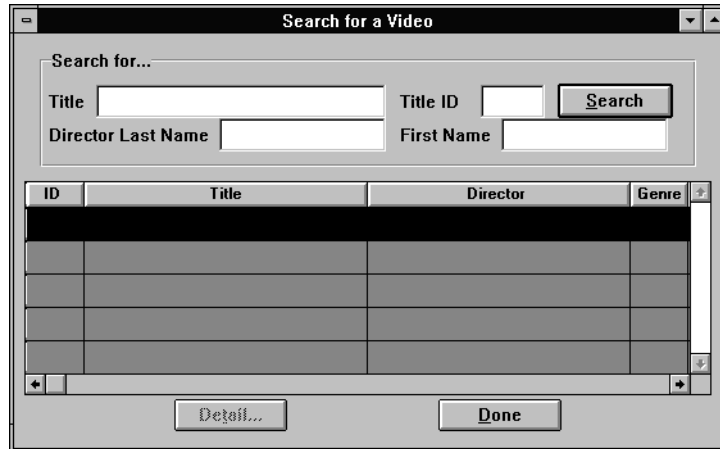 Search for a Video
Search for...
Title Title ID Search
Director Last Name First Name
ID Title Director Genre
Detail... Done